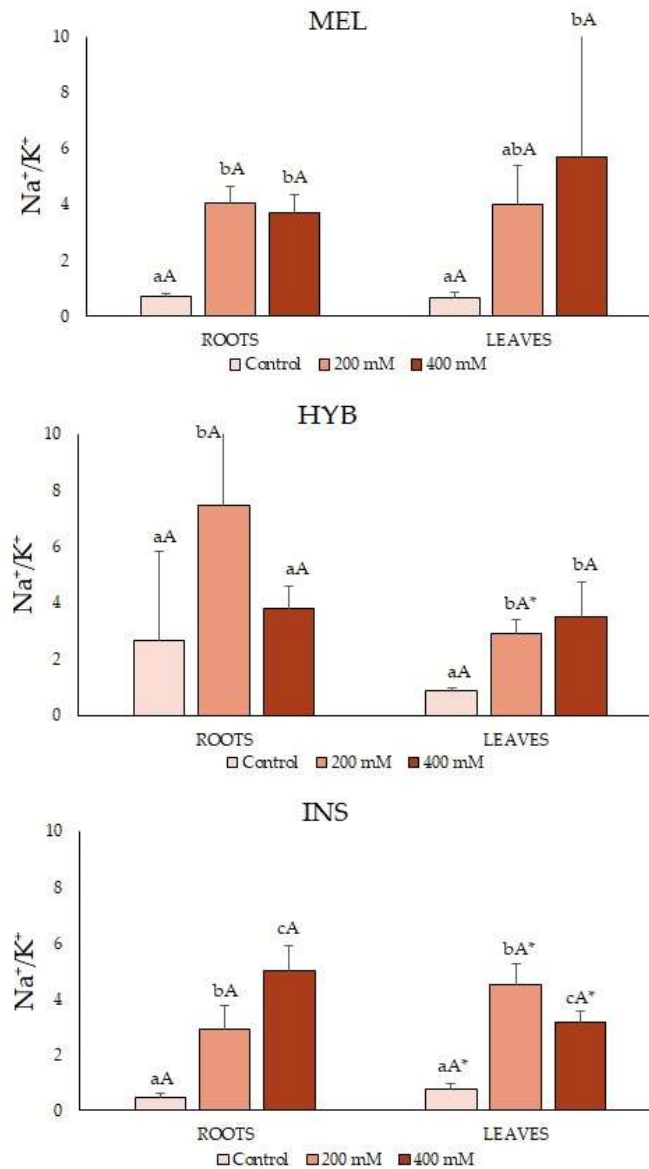 MEL
Na⁺/K⁺
10
8
6
4
2
0
aA
bA
bA
aA
abA
bA
ROOTS LEAVES
Control 200 mM 400 mM
HYB
Na⁺/K⁺
10
8
6
4
2
0
aA
bA
aA
aA
bA*
bA
ROOTS LEAVES
Control 200 mM 400 mM
INS
Na⁺/K⁺
10
8
6
4
2
0
aA
bA
cA
aA*
bA*
cA*
ROOTS LEAVES
Control 200 mM 400 mM